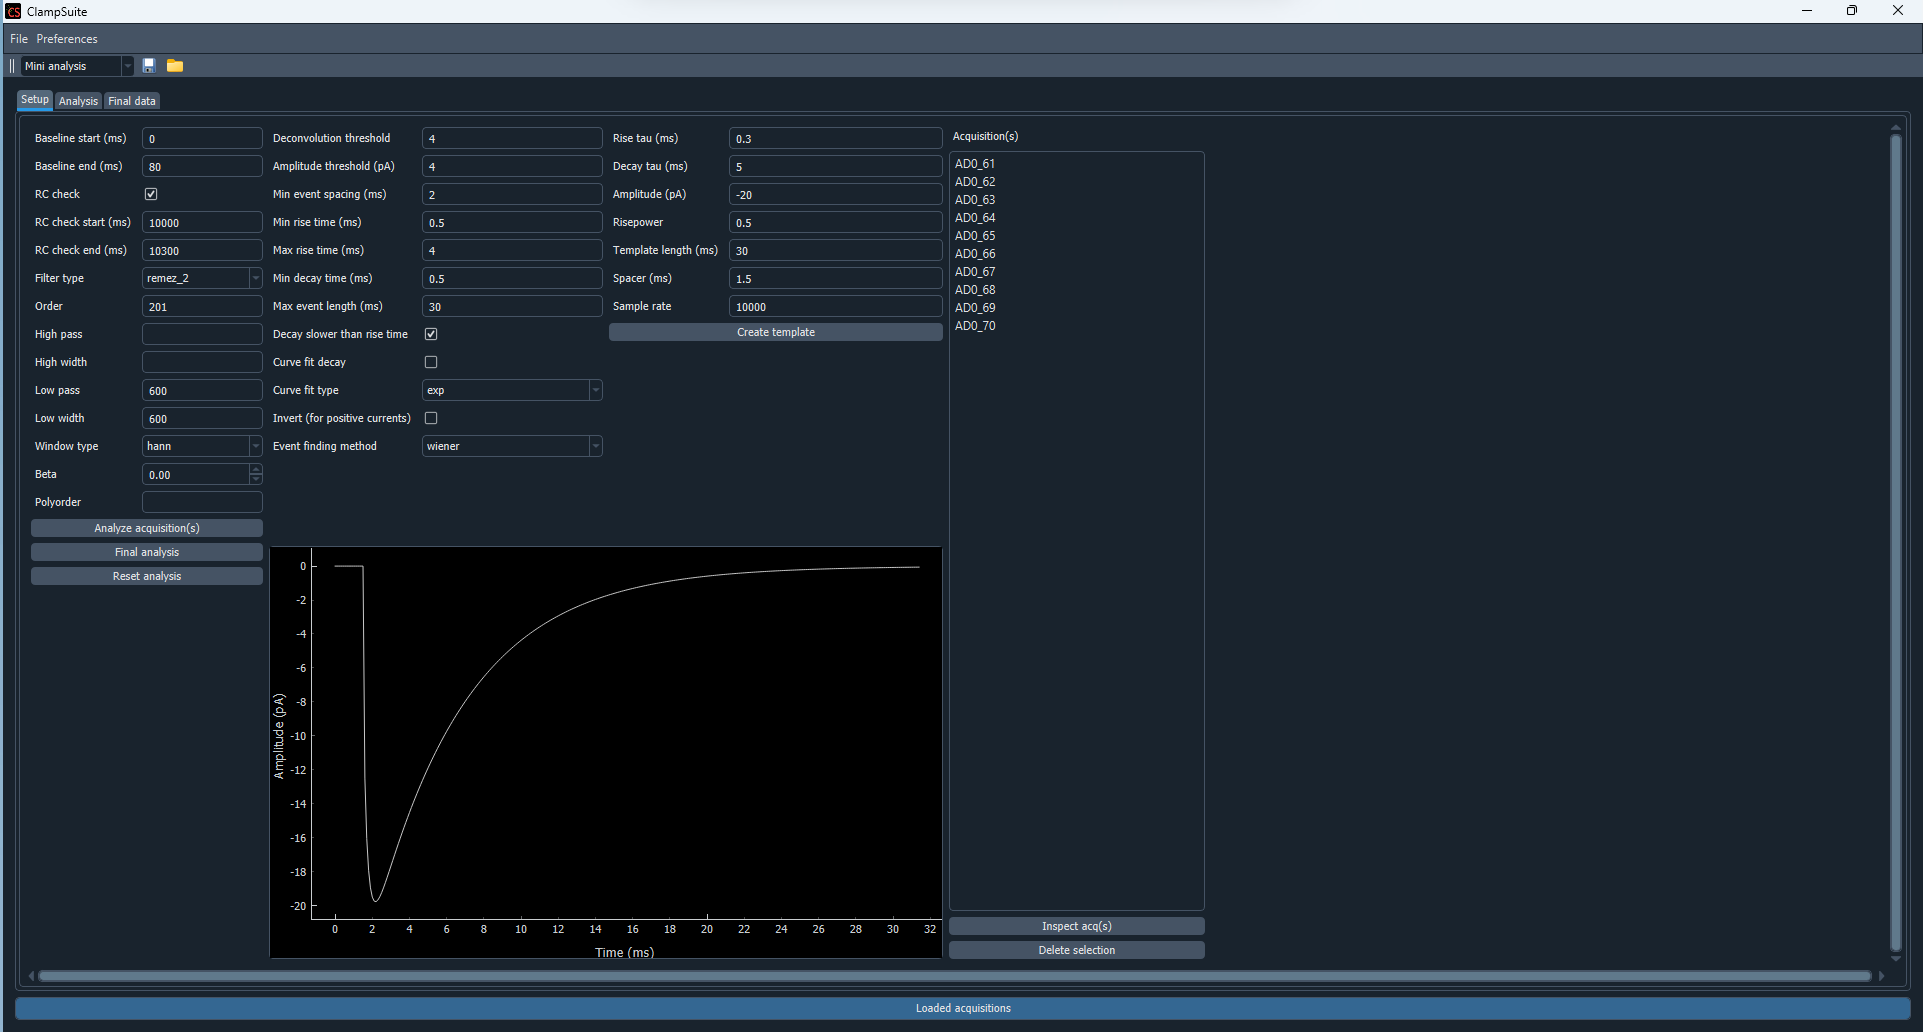 CS ClampSuite
File Preferences
Mini analysis
Setup Analysis Final data
Baseline start (ms) 0
Baseline end (ms) 80
RC check
RC check start (ms) 10000
RC check end (ms) 10300
Filter type remez_2
Order 201
High pass
High width
Low pass 600
Low width 600
Window type hann
Beta 0.00
Polyorder
Analyze acquisition(s)
Final analysis
Reset analysis
Deconvolution threshold 4
Amplitude threshold (pA) 4
Min event spacing (ms) 2
Min rise time (ms) 0.5
Max rise time (ms) 4
Min decay time (ms) 0.5
Max event length (ms) 30
Decay slower than rise time
Curve fit decay
Curve fit type exp
Invert (for positive currents)
Event finding method wiener
Rise tau (ms) 0.3
Decay tau (ms) 5
Amplitude (pA) -20
Risepower 0.5
Template length (ms) 30
Spacer (ms) 1.5
Sample rate 10000
Create template
Amplitude (pA)
0
-2
-4
-6
-8
-10
-12
-14
-16
-18
-20
0 2 4 6 8 10 12 14 16 18 20 22 24 26 28 30 32
Time (ms)
Acquisition(s)
AD0_61
AD0_62
AD0_63
AD0_64
AD0_65
AD0_66
AD0_67
AD0_68
AD0_69
AD0_70
Inspect acq(s)
Delete selection
Loaded acquisitions